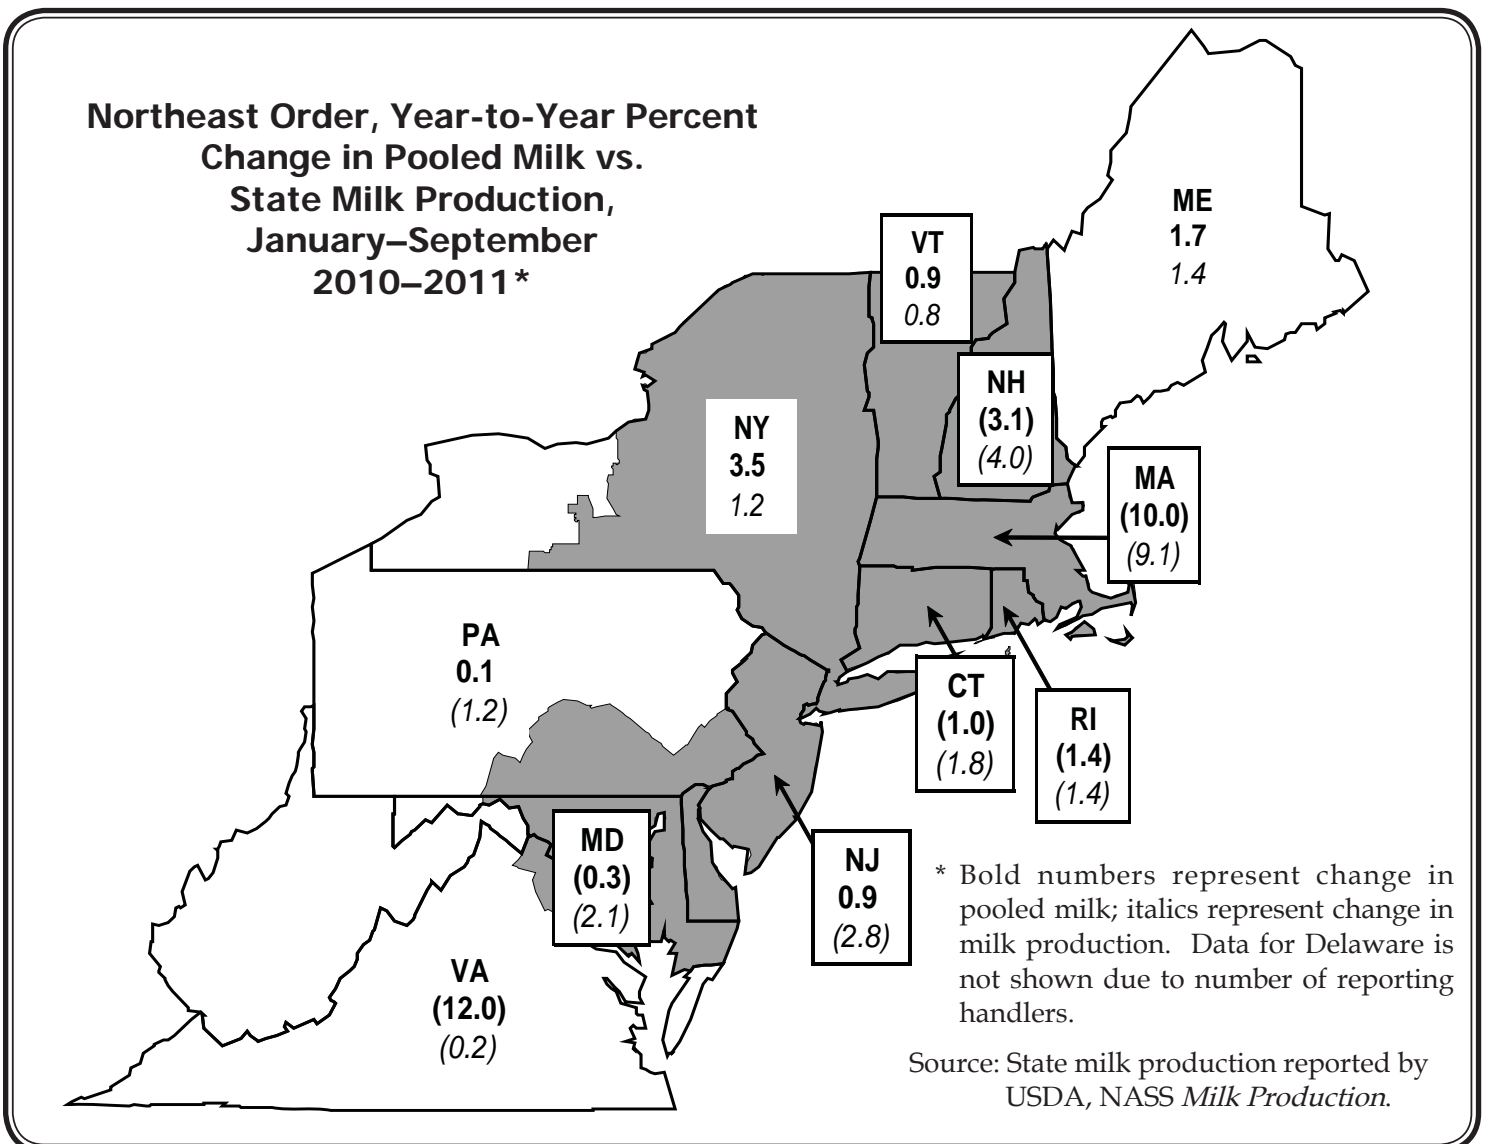 Northeast Order, Year-to-Year Percent
Change in Pooled Milk vs.
State Milk Production,
January–September
2010–2011*
ME
1.7
1.4
VT
0.9
0.8
NH
(3.1)
(4.0)
NY
3.5
1.2
MA
(10.0)
(9.1)
PA
0.1
(1.2)
CT
(1.0)
(1.8)
RI
(1.4)
(1.4)
MD
(0.3)
(2.1)
NJ
0.9
(2.8)
VA
(12.0)
(0.2)
* Bold numbers represent change in
pooled milk; italics represent change in
milk production. Data for Delaware is
not shown due to number of reporting
handlers.
Source: State milk production reported by
USDA, NASS Milk Production.